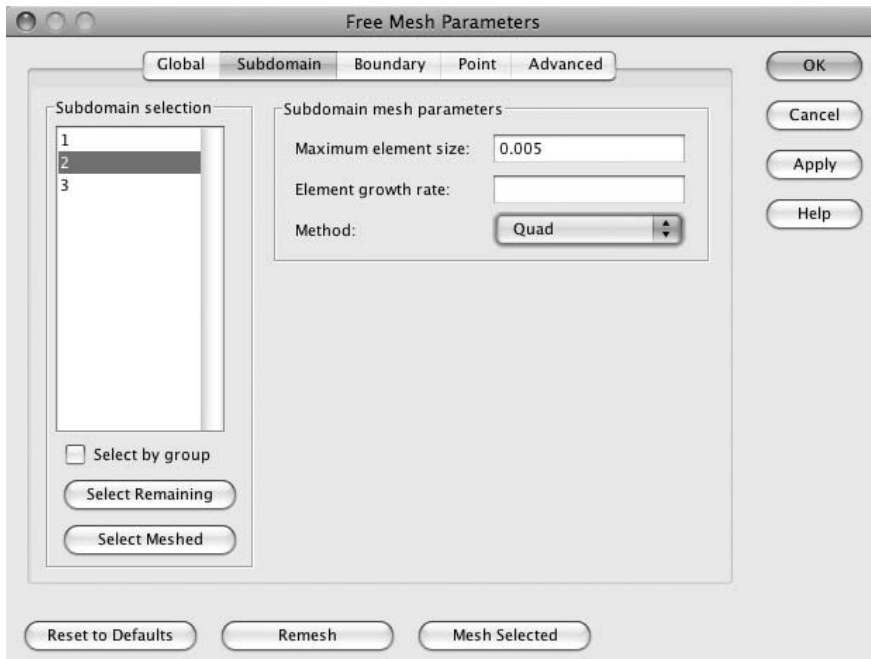 Free Mesh Parameters
Global Subdomain Boundary Point Advanced
Subdomain selection
1
2
3
Select by group
Select Remaining
Select Meshed
Subdomain mesh parameters
Maximum element size: 0.005
Element growth rate:
Method: Quad
OK
Cancel
Apply
Help
Reset to Defaults Remesh Mesh Selected